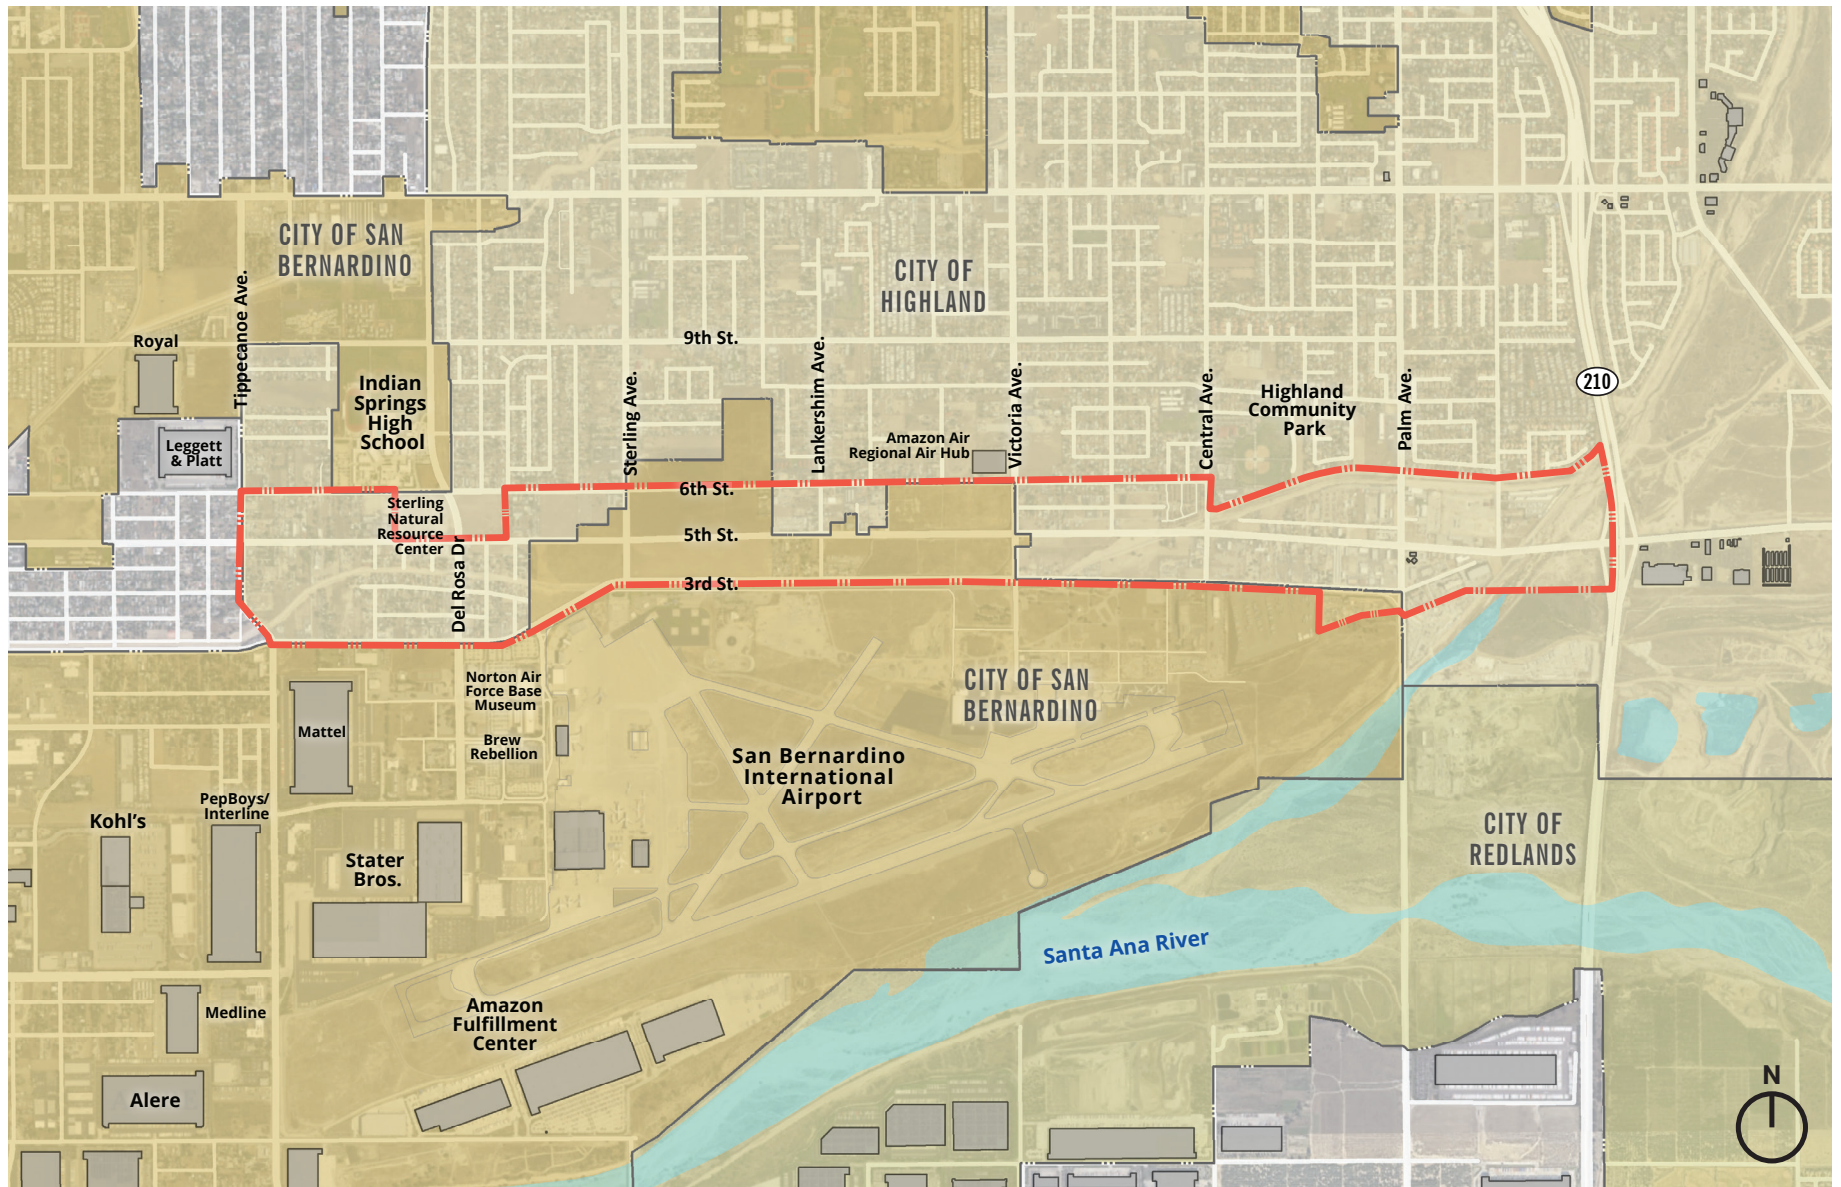 CITY OF SAN
BERNARDINO
CITY OF
HIGHLAND
Tippecanoe Ave.
Royal
9th St.
Lankershim Ave.
Sterling Ave.
Victoria Ave.
Central Ave.
Palm Ave.
210
Indian
Springs
High
School
Highland
Community
Park
Leggett
& Platt
Amazon Air
Regional Air Hub
6th St.
Sterling
Natural
Resource
Center
5th St.
Del Rosa Dr
3rd St.
Norton Air
Force Base
Museum
CITY OF SAN
BERNARDINO
Mattel
Brew
Rebellion
San Bernardino
International
Airport
PepBoys/
Interline
Kohl's
CITY OF
REDLANDS
Stater
Bros.
Santa Ana River
Medline
Amazon
Fulfillment
Center
Alere
N